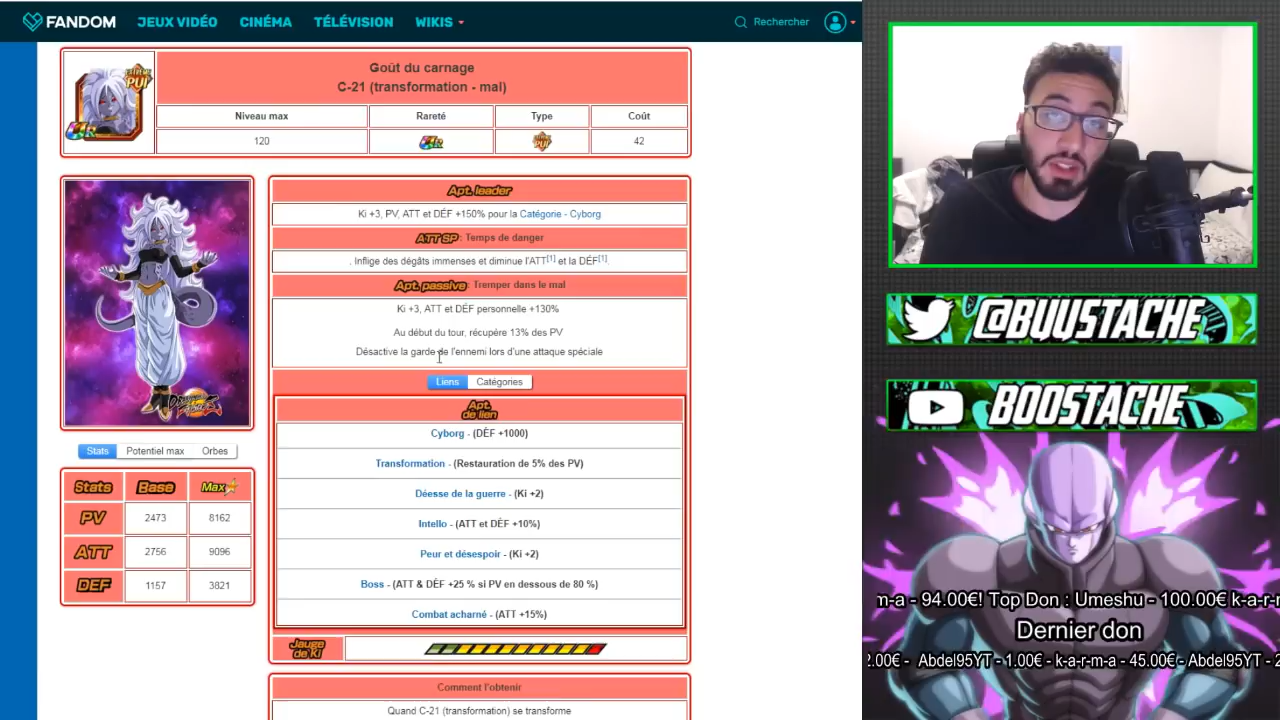 FANDOM
JEUX VIDÉO
CINÉMA
TÉLÉVISION
WIKIS
Rechercher
Goût du carnage
C-21 (transformation - mal)
Niveau max
Rareté
Type
Coût
120
42
EXTRÊME PUI
Apt. leader
Ki +3, PV, ATT et DÉF +150% pour la Catégorie - Cyborg
ATT SP : Temps de danger
. Inflige des dégâts immenses et diminue l'ATT[1] et la DÉF[1].
Apt. passive : Tremper dans le mal
Ki +3, ATT et DÉF personnelle +130%
Au début du tour, récupère 13% des PV
Désactive la garde de l'ennemi lors d'une attaque spéciale
Liens
Catégories
Apt. de lien
Cyborg - (DÉF +1000)
Transformation - (Restauration de 5% des PV)
Déesse de la guerre - (Ki +2)
Intello - (ATT et DÉF +10%)
Peur et désespoir - (Ki +2)
Boss - (ATT & DÉF +25 % si PV en dessous de 80 %)
Combat acharné - (ATT +15%)
Jauge de Ki
Comment l'obtenir
Quand C-21 (transformation) se transforme
Stats
Potentiel max
Orbes
Stats
Base
Max
PV
2473
8162
ATT
2756
9096
DEF
1157
3821
@BUUSTACHE
BOOSTACHE
m-a - 94.00€! Top Don : Umeshu - 100.00€ k-a-r-
Dernier don
2.00€ - Abdel95YT - 1.00€ - k-a-r-m-a - 45.00€ - Abdel95YT - 2